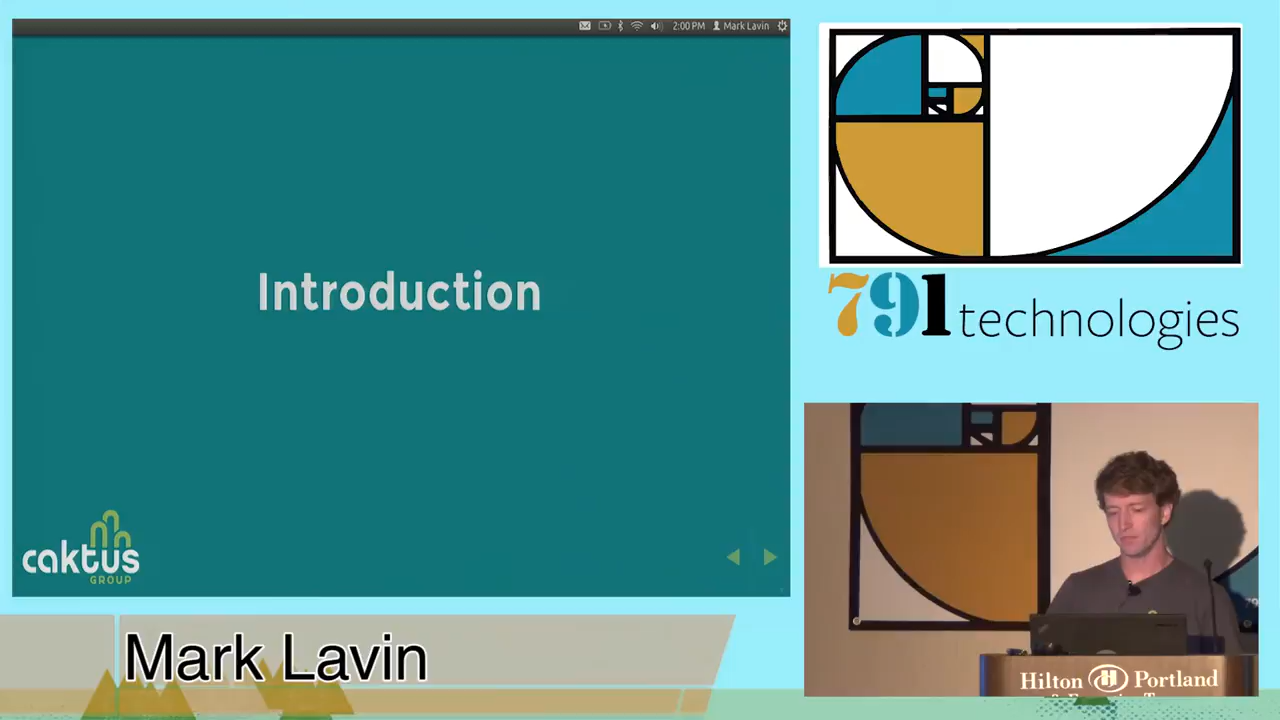 2:00 PM Mark Lavin
Introduction
caktus
GROUP
791 technologies
Mark Lavin
Hilton Portland